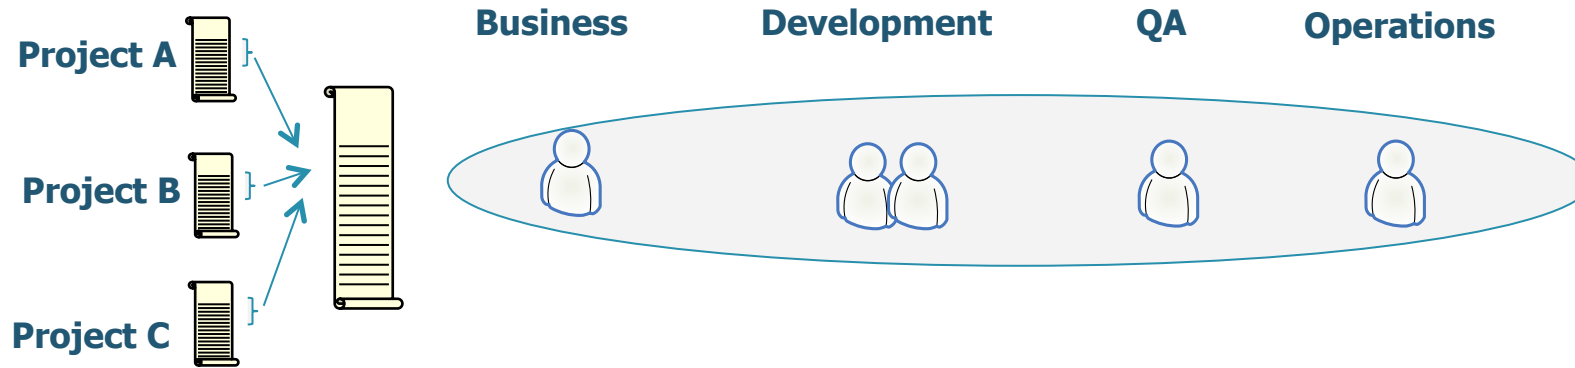 Business
Development
QA
Operations
Project A
Project B
Project C